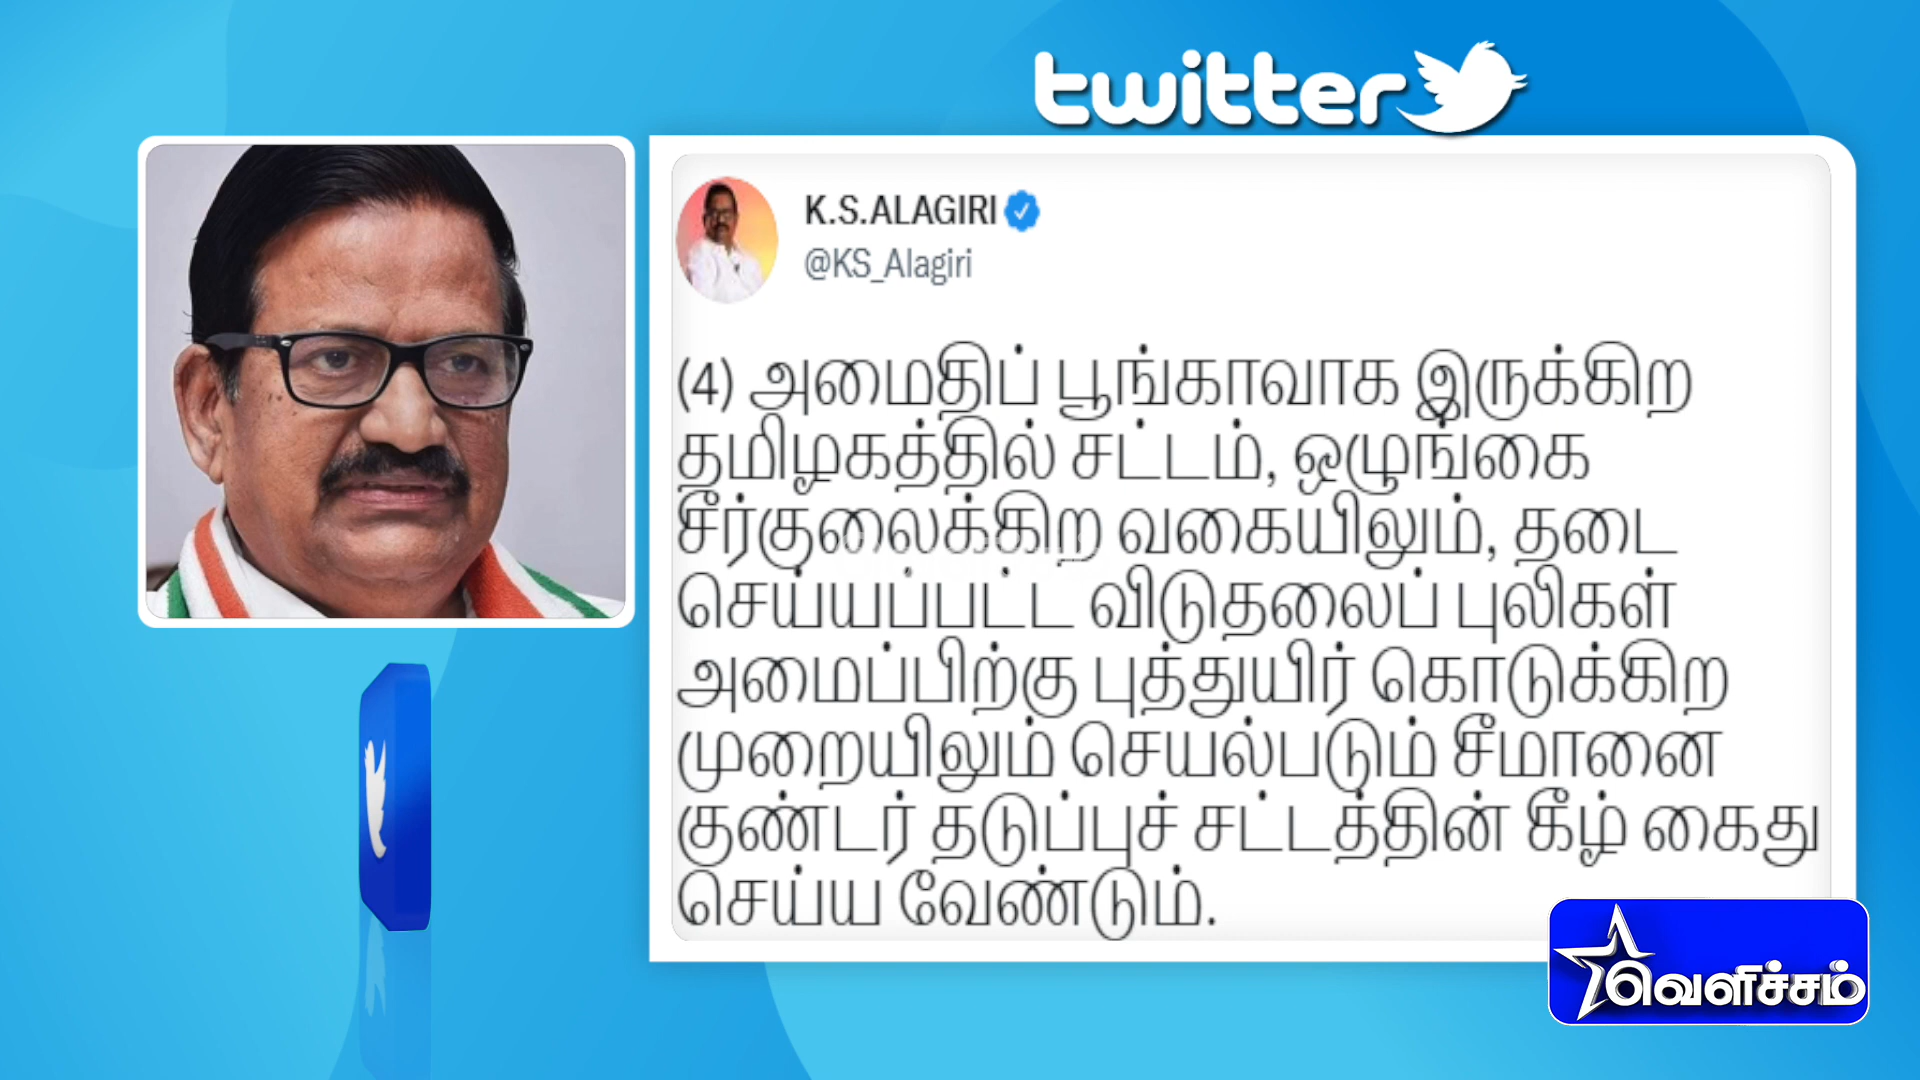 twitter
K.S.ALAGIRI
@KS_Alagiri
(4) அமைதிப் பூங்காவாக இருக்கிற
தமிழகத்தில் சட்டம், ஒழுங்கை
சீர்குலைக்கிற வகையிலும், தடை
செய்யப்பட்ட விடுதலைப் புலிகள்
அமைப்பிற்கு புத்துயிர் கொடுக்கிற
முறையிலும் செயல்படும் சீமானை
குண்டர் தடுப்புச் சட்டத்தின் கீழ் கைது
செய்ய வேண்டும்.
வெளிச்சம்